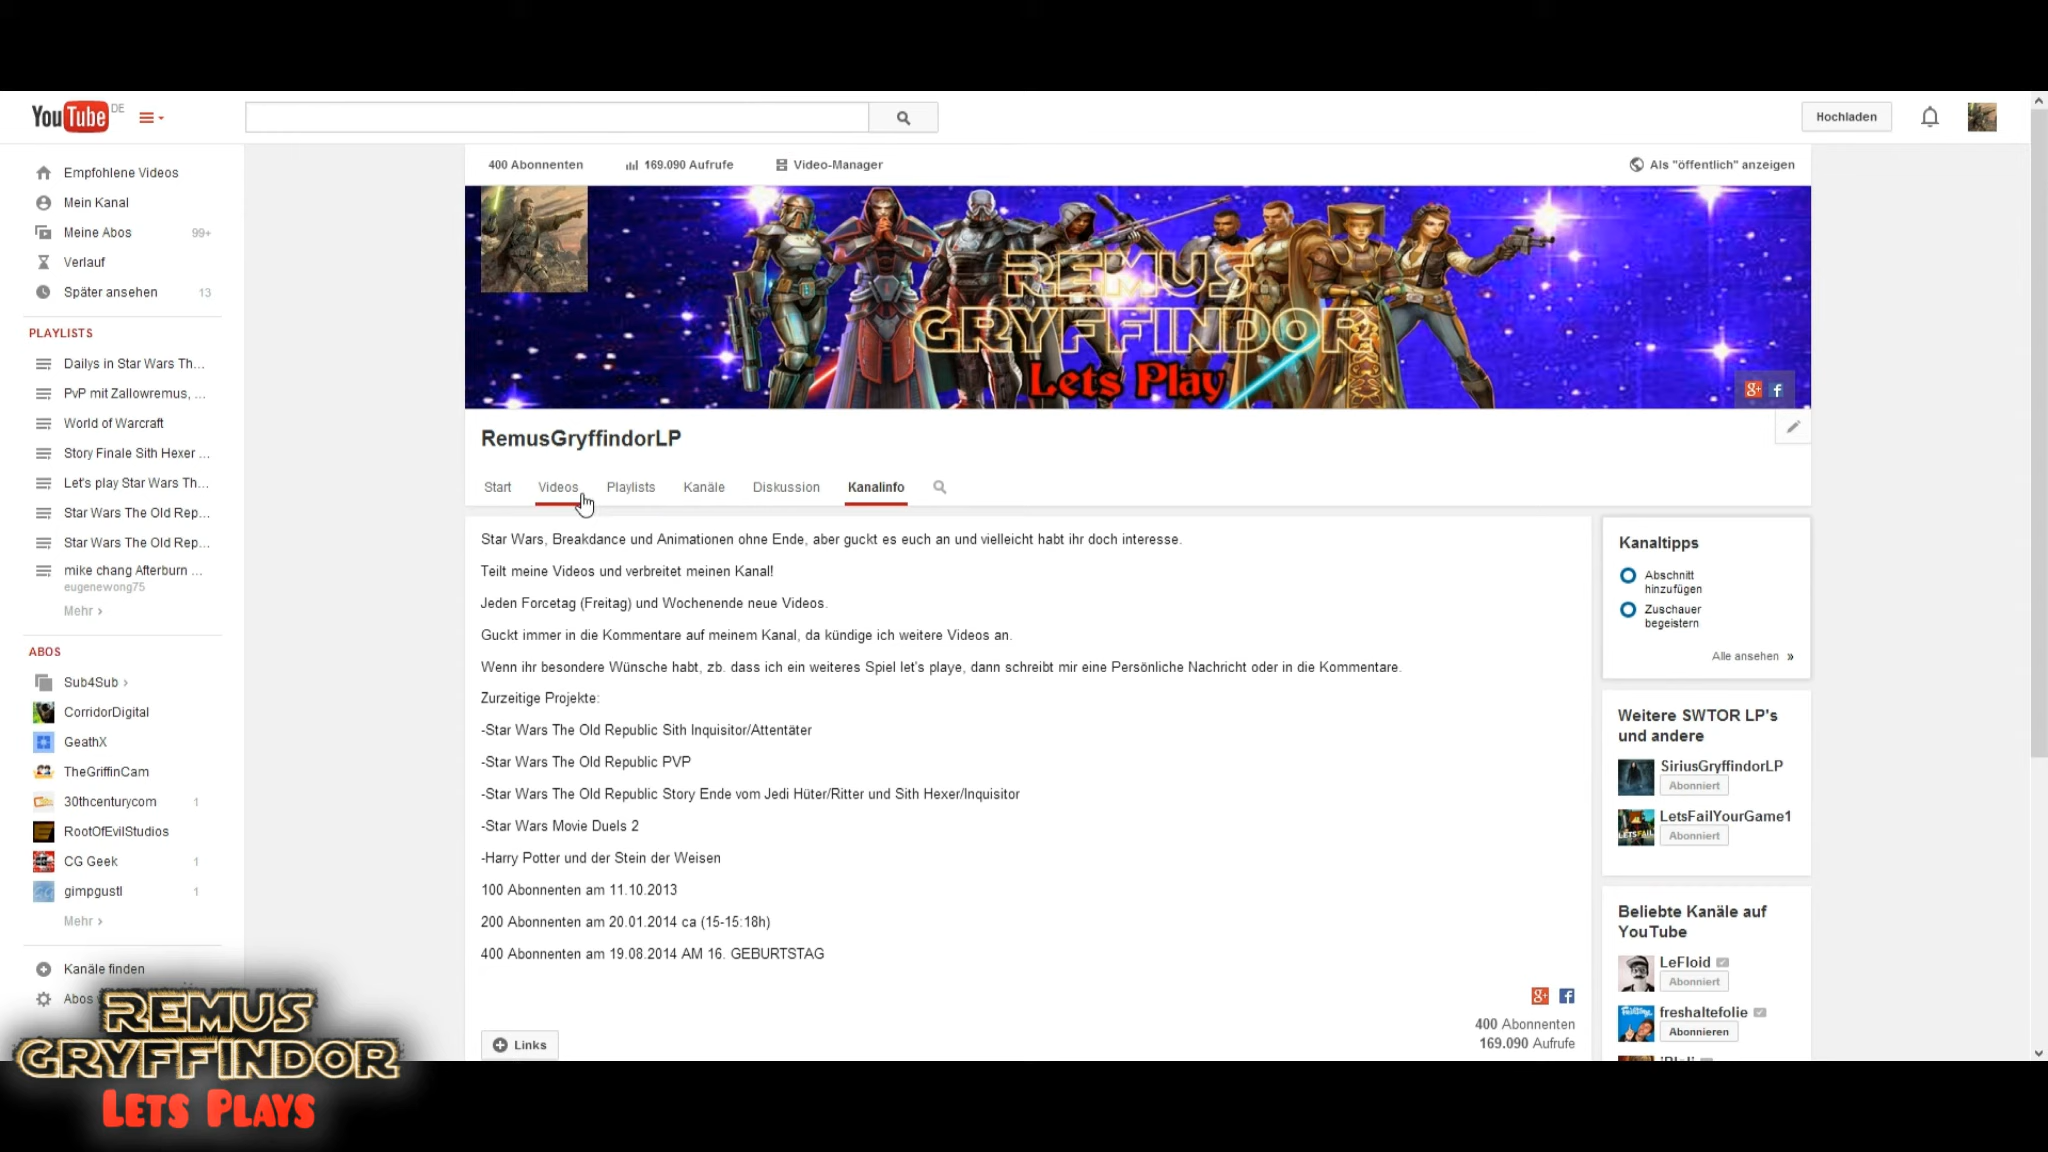 YouTube DE
Hochladen
400 Abonnenten
169.090 Aufrufe
Video-Manager
Als "öffentlich" anzeigen
Empfohlene Videos
Mein Kanal
Meine Abos 99+
Verlauf
Später ansehen 13
PLAYLISTS
Dailys in Star Wars Th...
PvP mit Zallowremus, ...
World of Warcraft
Story Finale Sith Hexer ...
Let's play Star Wars Th...
Star Wars The Old Rep...
Star Wars The Old Rep...
mike chang Afterburn ...
eugenewong75
Mehr ›
ABOS
Sub4Sub ›
CorridorDigital
GeathX
TheGriffinCam
30thcenturycom 1
RootOfEvilStudios
CG Geek 1
gimpgustl 1
Mehr ›
Kanäle finden
Abos
REMUS
GRYFFINDOR
Lets Play
g+ f
RemusGryffindorLP
Start Videos Playlists Kanäle Diskussion Kanalinfo
Star Wars, Breakdance und Animationen ohne Ende, aber guckt es euch an und vielleicht habt ihr doch interesse.
Teilt meine Videos und verbreitet meinen Kanal!
Jeden Forcetag (Freitag) und Wochenende neue Videos.
Guckt immer in die Kommentare auf meinem Kanal, da kündige ich weitere Videos an.
Wenn ihr besondere Wünsche habt, zb. dass ich ein weiteres Spiel let's playe, dann schreibt mir eine Persönliche Nachricht oder in die Kommentare.
Zurzeitige Projekte:
-Star Wars The Old Republic Sith Inquisitor/Attentäter
-Star Wars The Old Republic PVP
-Star Wars The Old Republic Story Ende vom Jedi Hüter/Ritter und Sith Hexer/Inquisitor
-Star Wars Movie Duels 2
-Harry Potter und der Stein der Weisen
100 Abonnenten am 11.10.2013
200 Abonnenten am 20.01.2014 ca (15-15:18h)
400 Abonnenten am 19.08.2014 AM 16. GEBURTSTAG
g+ f
400 Abonnenten
169.090 Aufrufe
Links
Kanaltipps
Abschnitt
hinzufügen
Zuschauer
begeistern
Alle ansehen »
Weitere SWTOR LP's
und andere
SiriusGryffindorLP
Abonniert
LetsFailYourGame1
Abonniert
Beliebte Kanäle auf
YouTube
LeFloid
Abonniert
freshaltefolie
Abonnieren
REMUS
GRYFFINDOR
LETS PLAYS